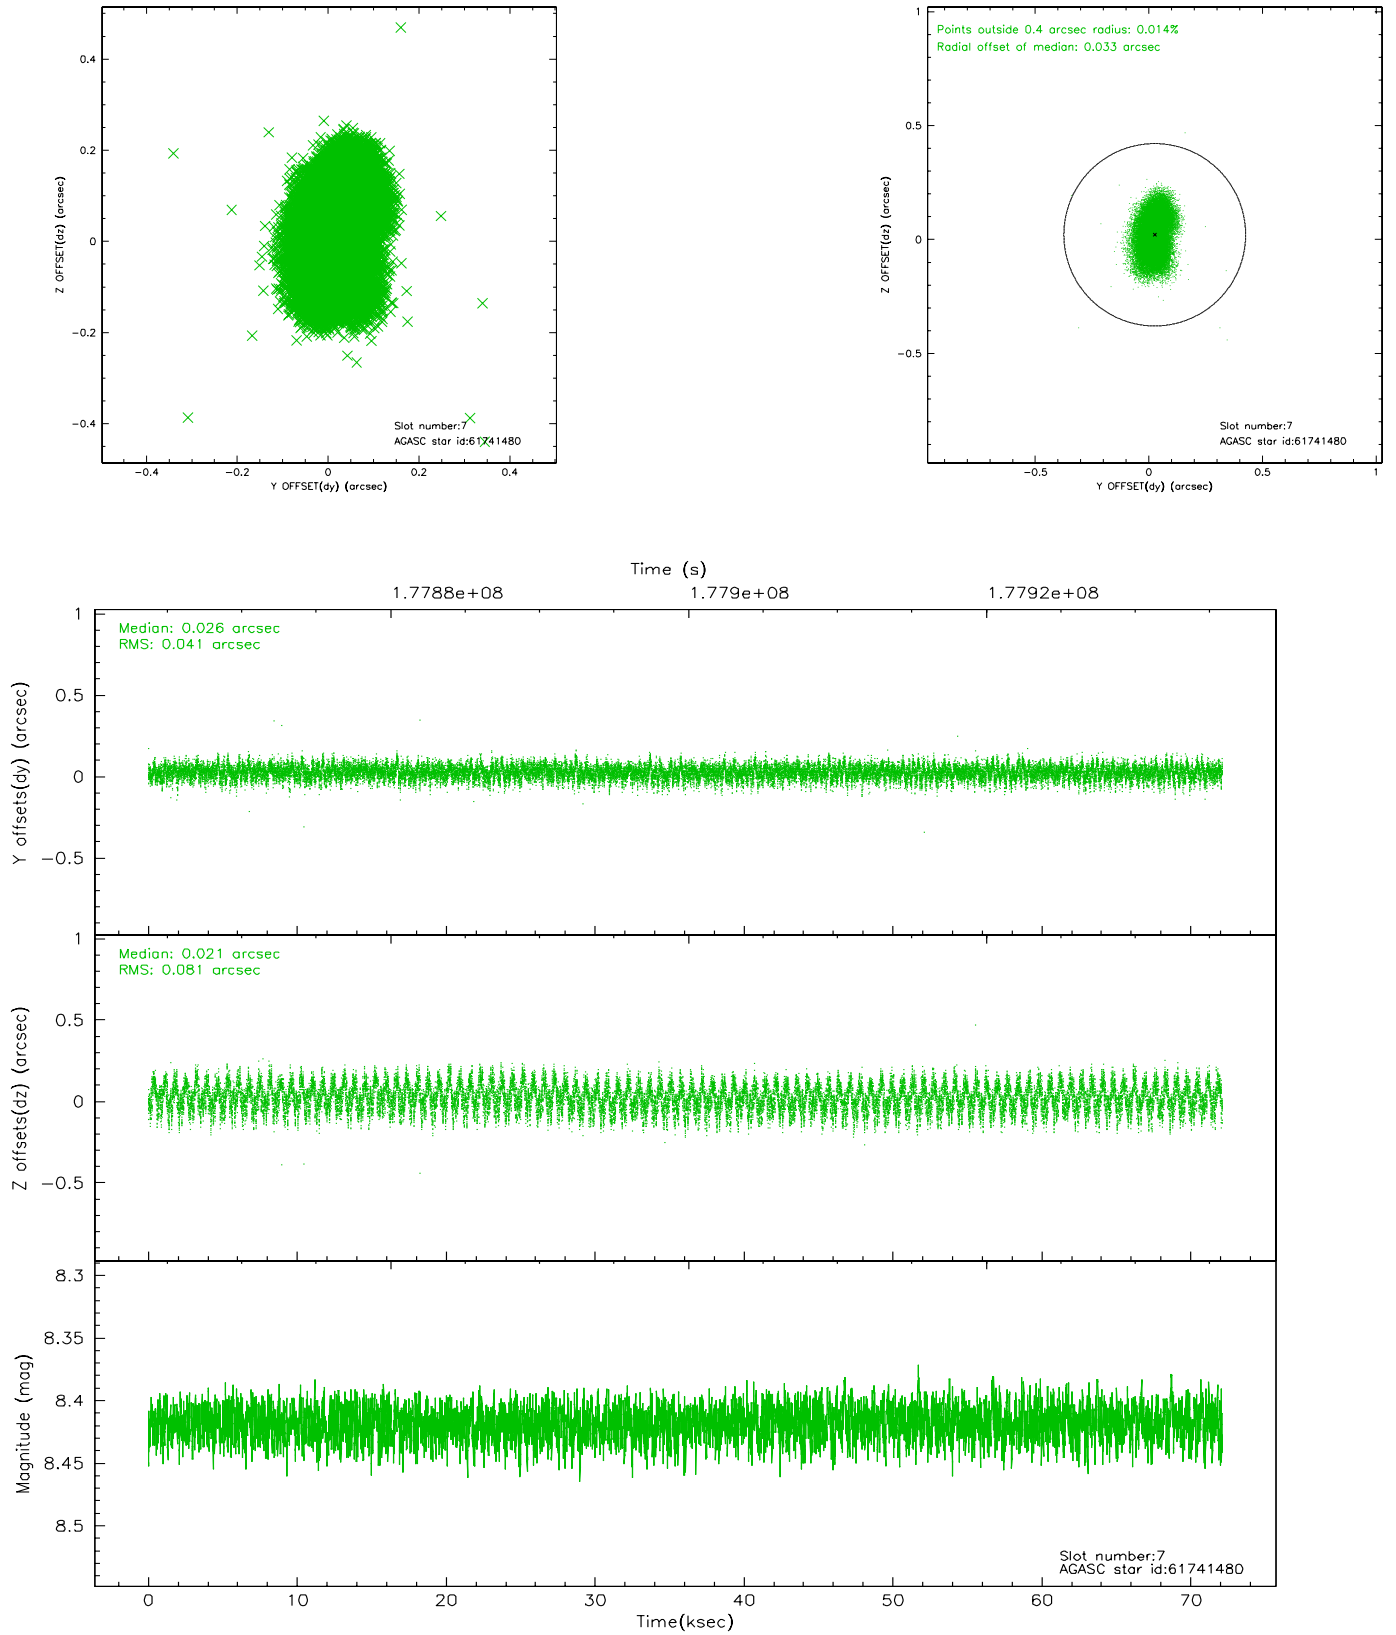 0.4
0.2
0
−0.2
−0.4
Z OFFSET(dz) (arcsec)
Slot number:7
AGASC star id:61741480
−0.4 −0.2 0 0.2 0.4
Y OFFSET(dy) (arcsec)
1
0.5
0
−0.5
Z OFFSET(dz) (arcsec)
Points outside 0.4 arcsec radius: 0.014%
Radial offset of median: 0.033 arcsec
Slot number:7
AGASC star id:61741480
−0.5 0 0.5 1
Y OFFSET(dy) (arcsec)
Time (s)
1.7788e+08 1.779e+08 1.7792e+08
1
0.5
0
−0.5
Y offsets(dy) (arcsec)
Median: 0.026 arcsec
RMS: 0.041 arcsec
1
0.5
0
−0.5
Z offsets(dz) (arcsec)
Median: 0.021 arcsec
RMS: 0.081 arcsec
8.3
8.35
8.4
8.45
8.5
Magnitude (mag)
Slot number:7
AGASC star id:61741480
0 10 20 30 40 50 60 70
Time(ksec)